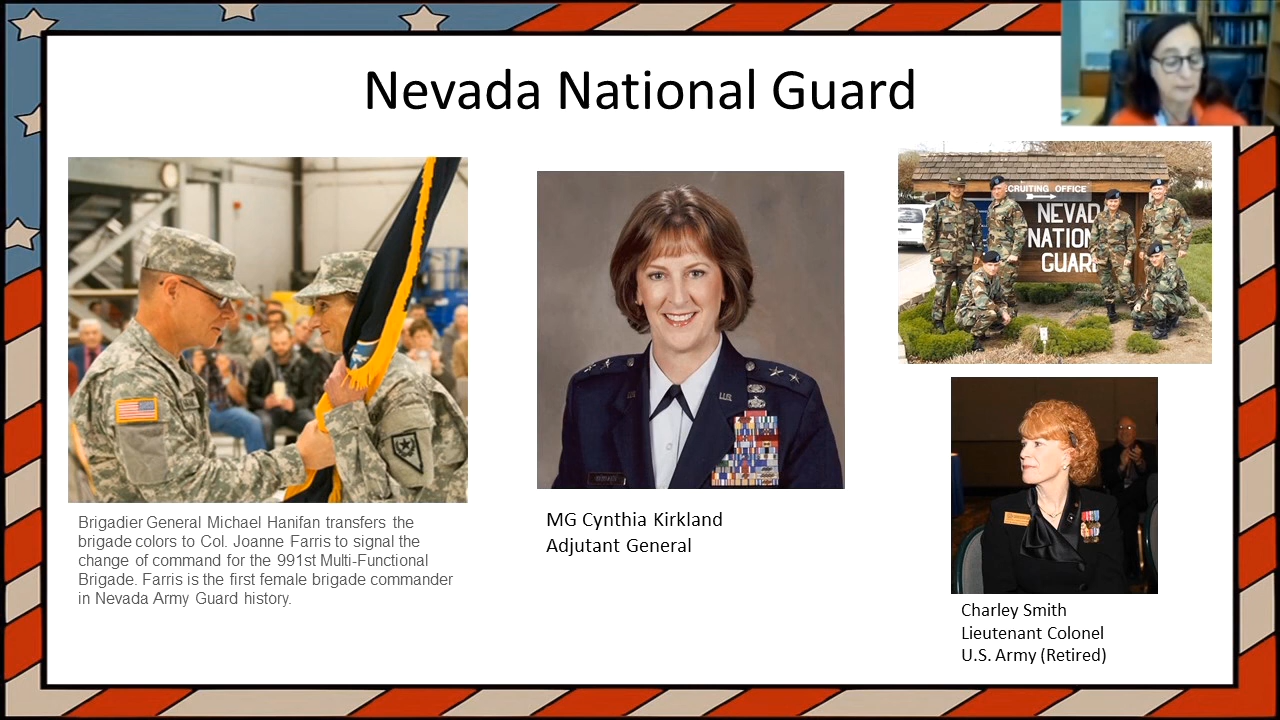 Nevada National Guard
Brigadier General Michael Hanifan transfers the
brigade colors to Col. Joanne Farris to signal the
change of command for the 991st Multi-Functional
Brigade. Farris is the first female brigade commander
in Nevada Army Guard history.
MG Cynthia Kirkland
Adjutant General
CRUITING OFFICE
NEVAD
NATION
GUAR
Charley Smith
Lieutenant Colonel
U.S. Army (Retired)